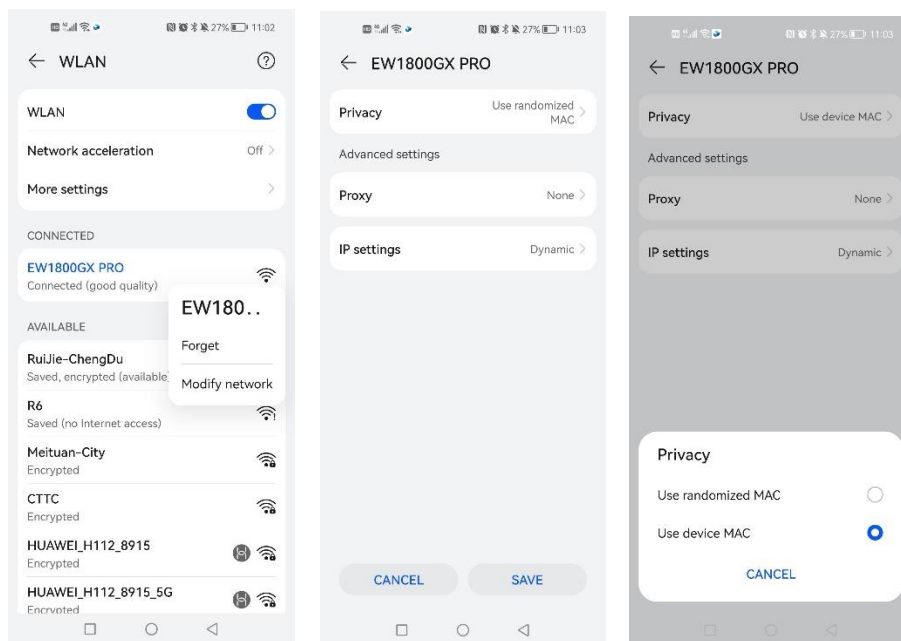 27% 11:02
WLAN
WLAN
Network acceleration Off
More settings
CONNECTED
EW1800GX PRO
Connected (good quality)
EW180..
Forget
Modify network
AVAILABLE
RuiJie-ChengDu
Saved, encrypted (available
R6
Saved (no Internet access)
Meituan-City
Encrypted
CTTC
Encrypted
HUAWEI_H112_8915
Encrypted
HUAWEI_H112_8915_5G
Encrypted
27% 11:03
EW1800GX PRO
Privacy Use randomized
MAC
Advanced settings
Proxy None
IP settings Dynamic
CANCEL SAVE
27% 11:03
EW1800GX PRO
Privacy Use device MAC
Advanced settings
Proxy None
IP settings Dynamic
Privacy
Use randomized MAC
Use device MAC
CANCEL